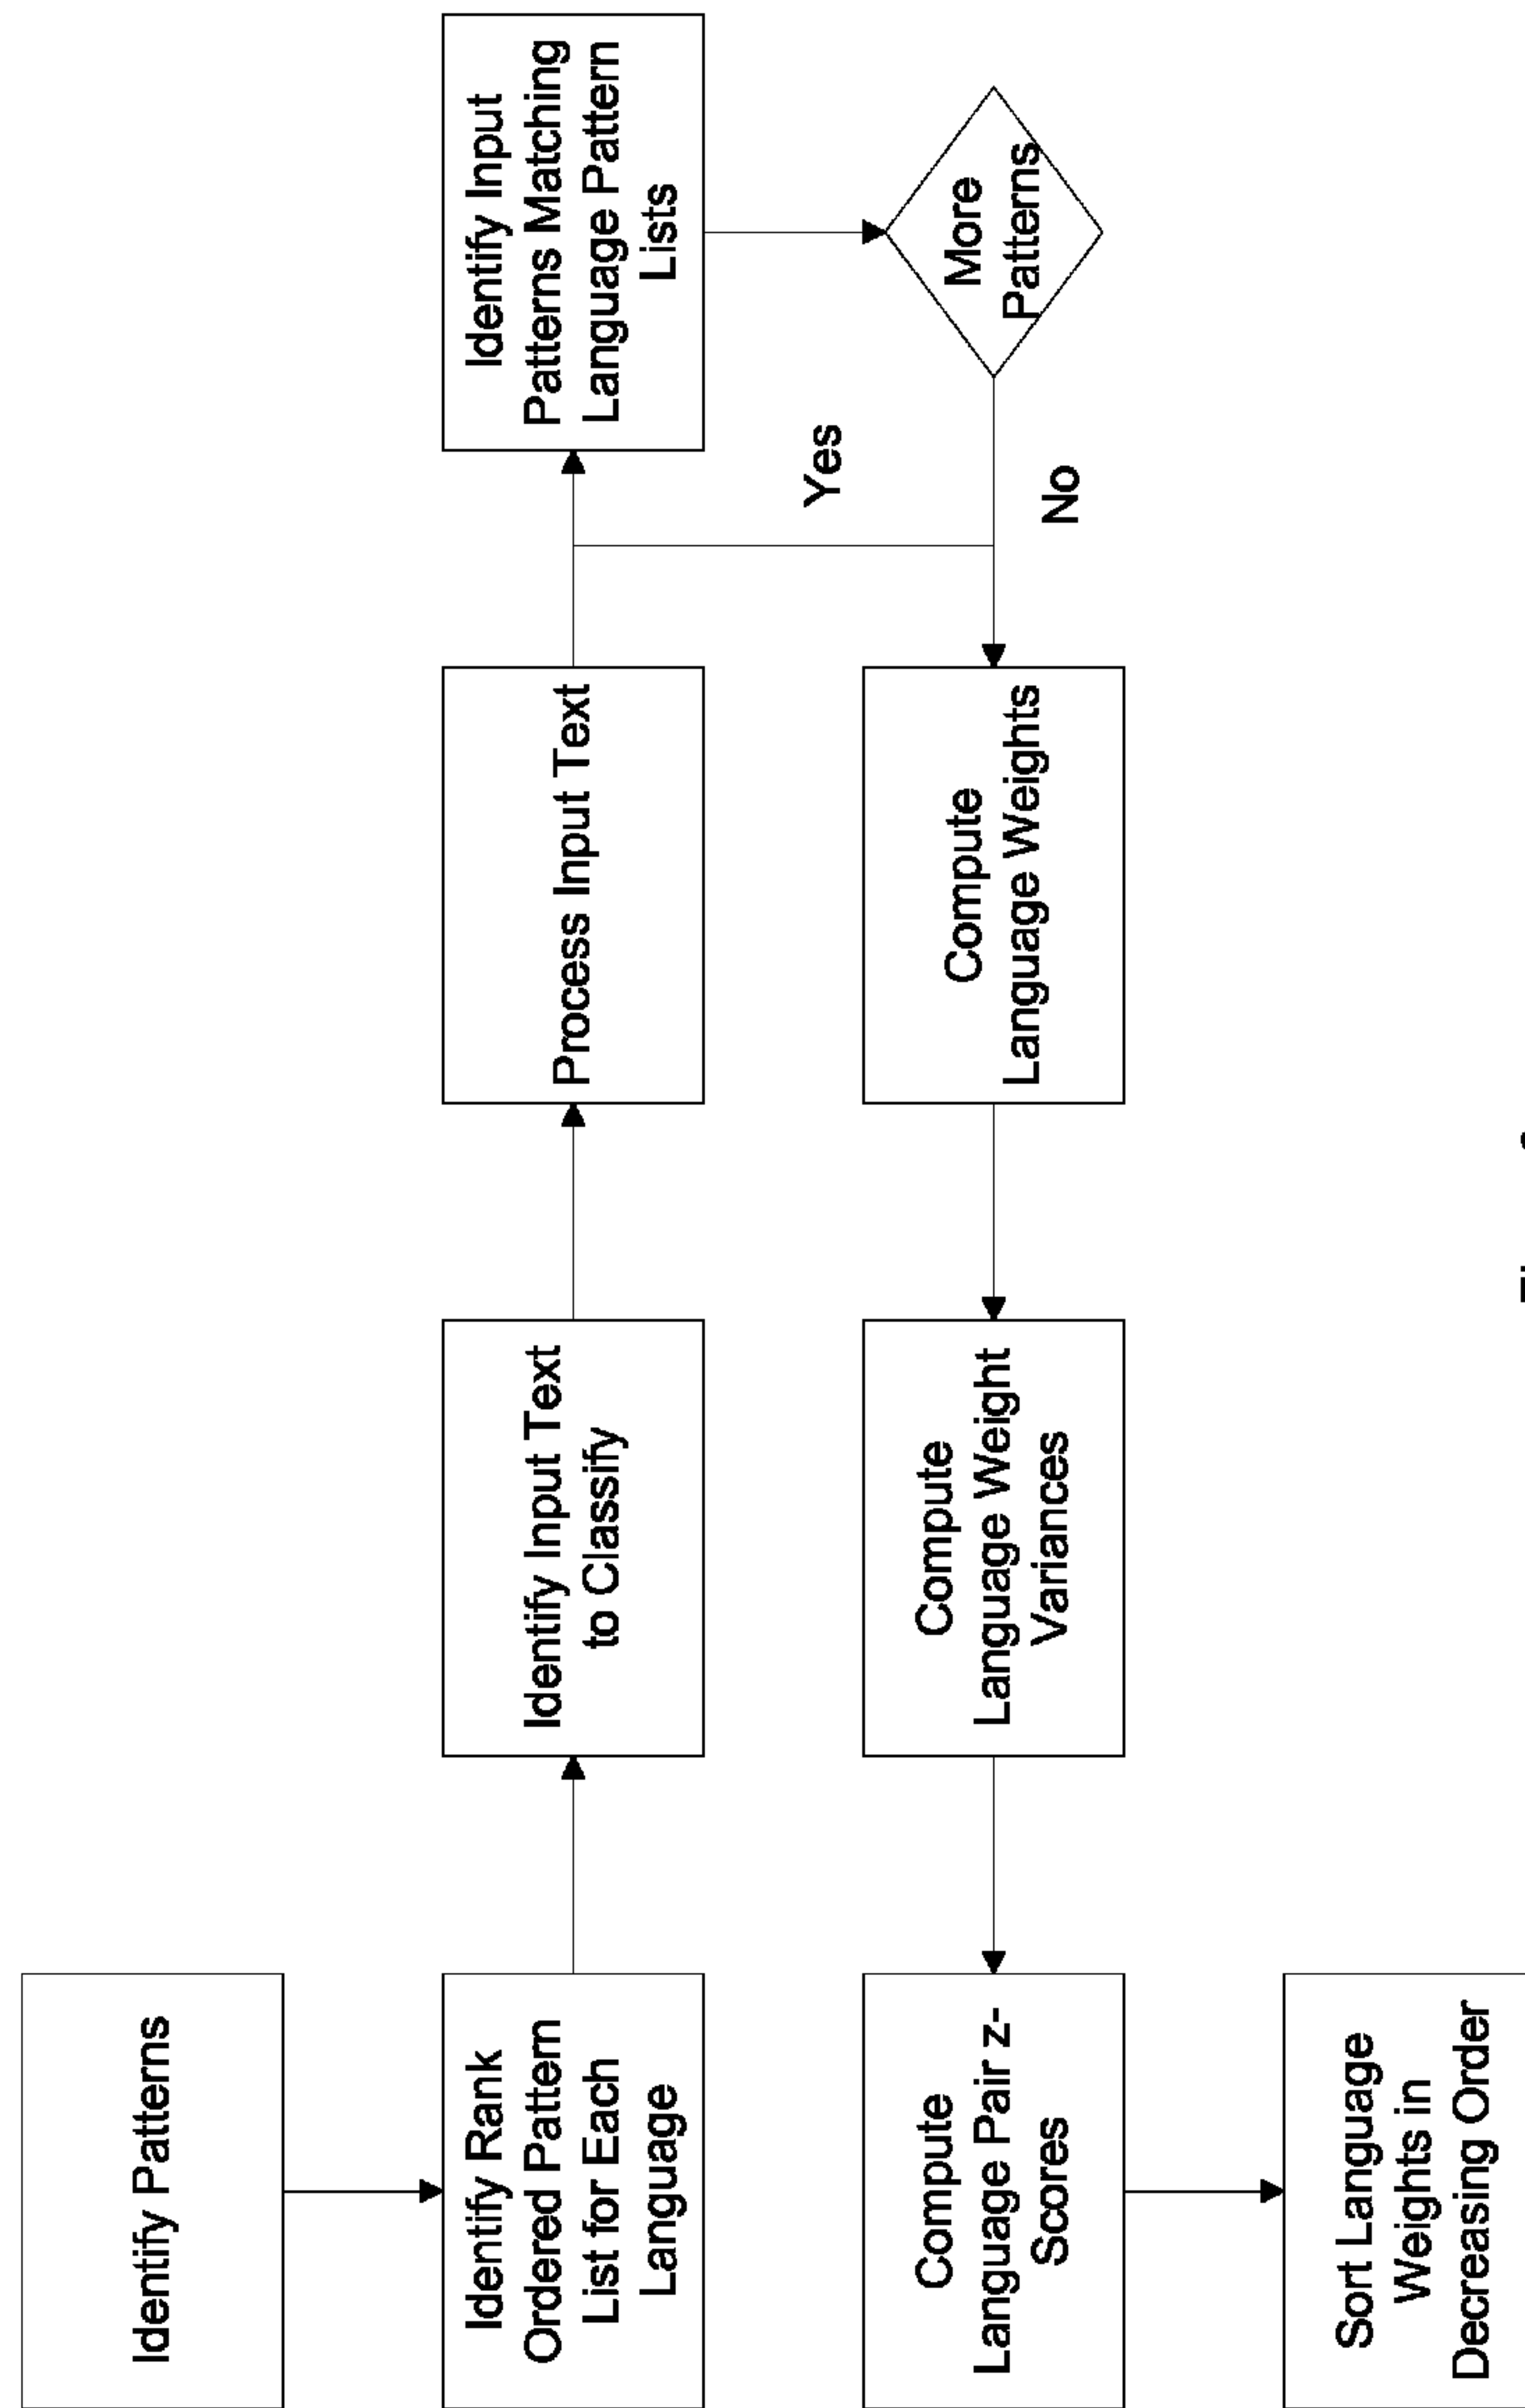 Identify Patterns
Identify Rank
Ordered Pattern
List for Each
Language
Identify Input Text
to Classify
Process Input Text
Identify Input
Patterns Matching
Language Pattern
Lists
More
Patterns
Yes
No
Compute
Language Weights
Compute
Language Weight
Variances
Compute
Language Pair z-
Scores
Sort Language
Weights in
Decreasing Order